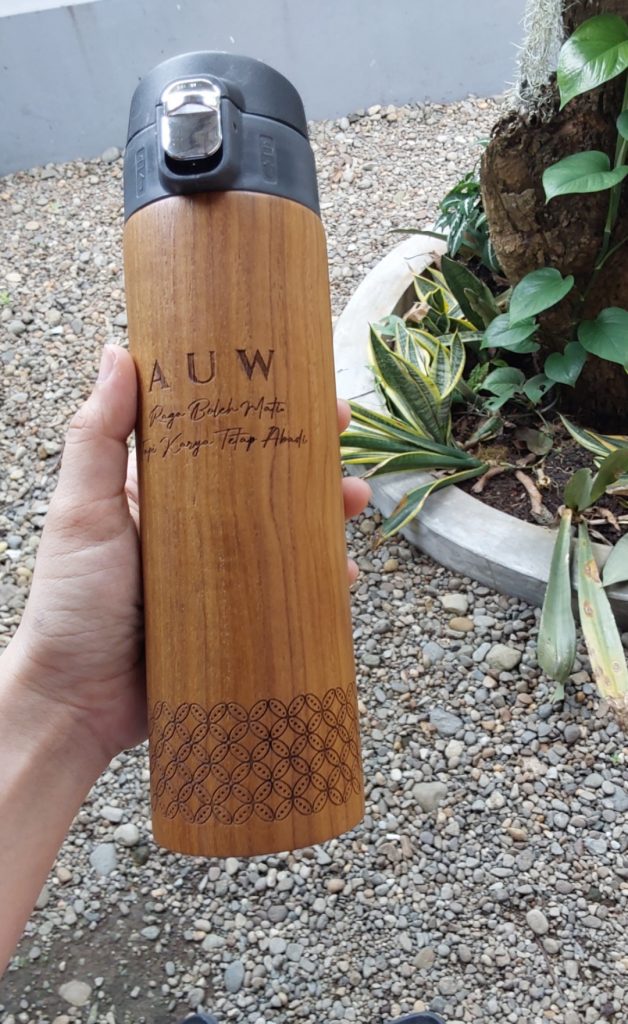 AUW
Raga Boleh Mati
Tapi Karya Tetap Abadi